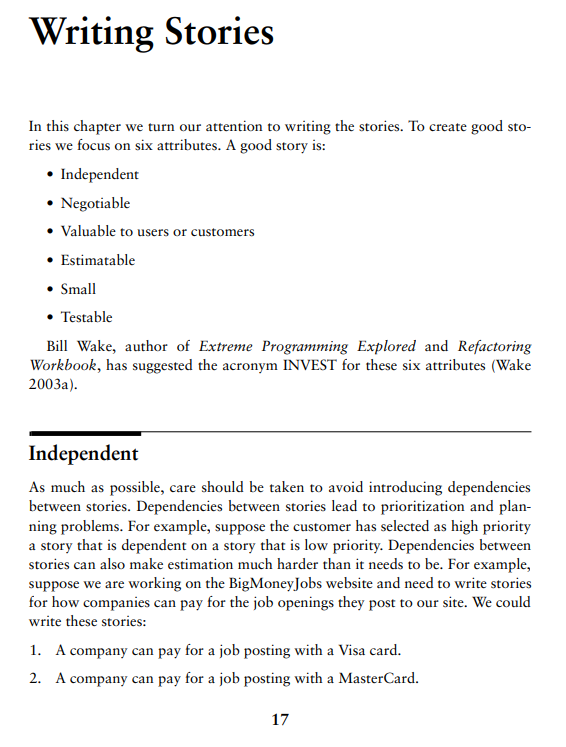 Writing Stories
In this chapter we turn our attention to writing the stories. To create good sto-
ries we focus on six attributes. A good story is:
• Independent
• Negotiable
• Valuable to users or customers
• Estimatable
• Small
• Testable
Bill Wake, author of Extreme Programming Explored and Refactoring
Workbook, has suggested the acronym INVEST for these six attributes (Wake
2003a).
Independent
As much as possible, care should be taken to avoid introducing dependencies
between stories. Dependencies between stories lead to prioritization and plan-
ning problems. For example, suppose the customer has selected as high priority
a story that is dependent on a story that is low priority. Dependencies between
stories can also make estimation much harder than it needs to be. For example,
suppose we are working on the BigMoneyJobs website and need to write stories
for how companies can pay for the job openings they post to our site. We could
write these stories:
1. A company can pay for a job posting with a Visa card.
2. A company can pay for a job posting with a MasterCard.
17